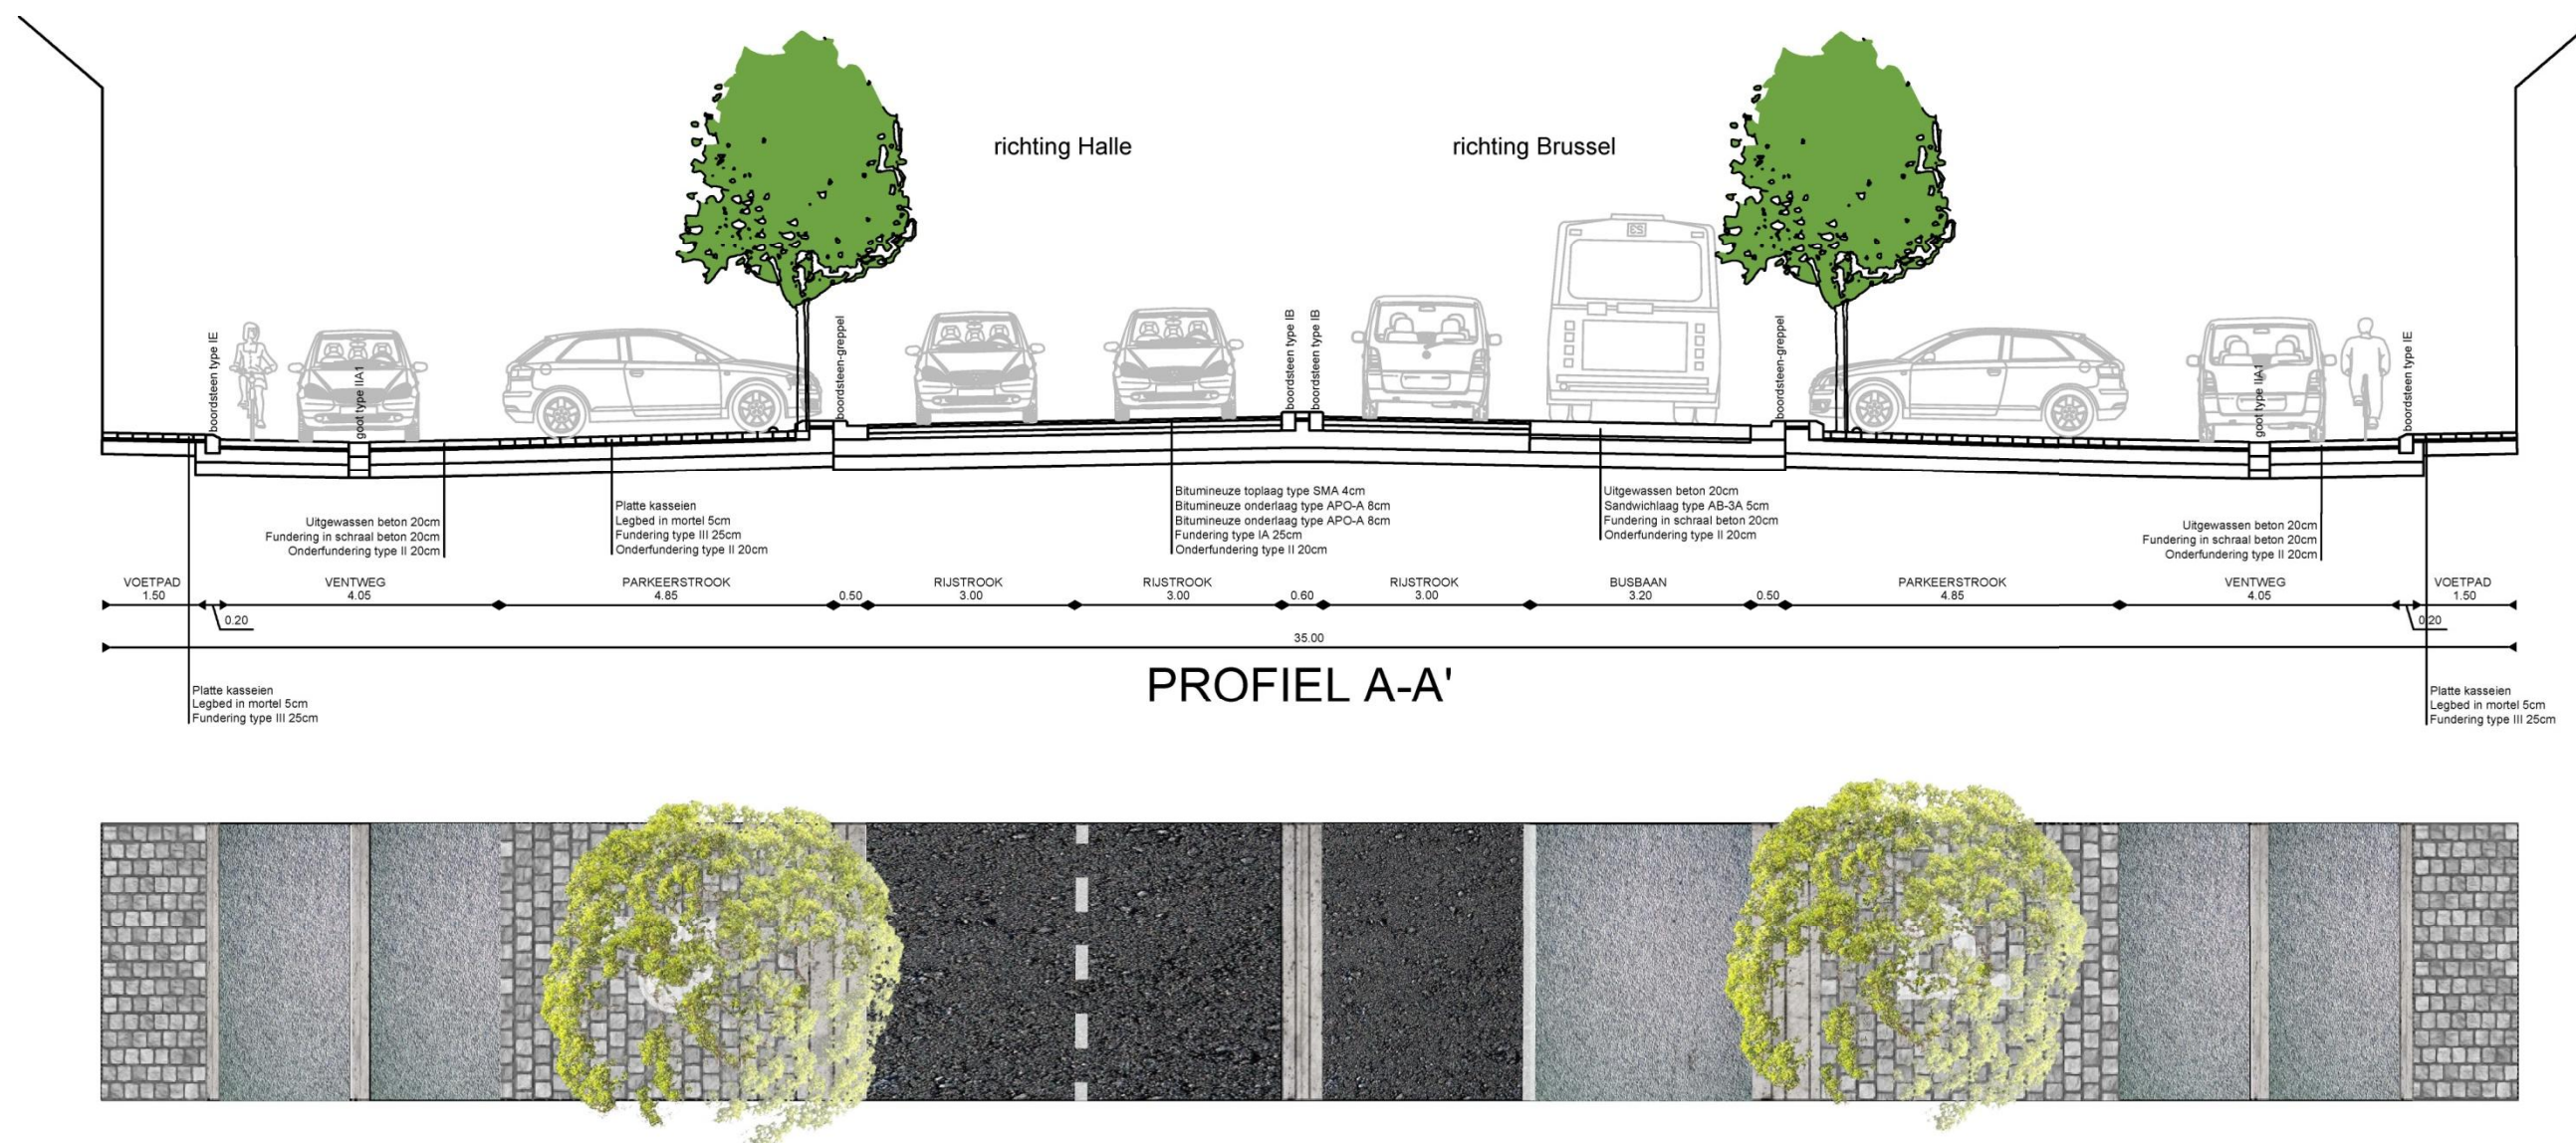 richting Halle
richting Brussel
CS
boordsteen type IE
goot type IIA1
boordsteen-greppel
boordsteen type IB
boordsteen type IB
boordsteen-greppel
goot type IIA1
boordsteen type IE
Uitgewassen beton 20cm
Fundering in schraal beton 20cm
Onderfundering type II 20cm
Platte kasseien
Legbed in mortel 5cm
Fundering type III 25cm
Onderfundering type II 20cm
Bitumineuze toplaag type SMA 4cm
Bitumineuze onderlaag type APO-A 8cm
Bitumineuze onderlaag type APO-A 8cm
Fundering type IA 25cm
Onderfundering type II 20cm
Uitgewassen beton 20cm
Sandwichlaag type AB-3A 5cm
Fundering in schraal beton 20cm
Onderfundering type II 20cm
Uitgewassen beton 20cm
Fundering in schraal beton 20cm
Onderfundering type II 20cm
VOETPAD VENTWEG PARKEERSTROOK RIJSTROOK RIJSTROOK RIJSTROOK BUSBAAN PARKEERSTROOK VENTWEG VOETPAD
1.50 4.05 4.85 0.50 3.00 3.00 0.60 3.00 3.20 0.50 4.85 4.05 1.50
0.20 0.20
35.00
PROFIEL A-A'
Platte kasseien
Legbed in mortel 5cm
Fundering type III 25cm
Platte kasseien
Legbed in mortel 5cm
Fundering type III 25cm